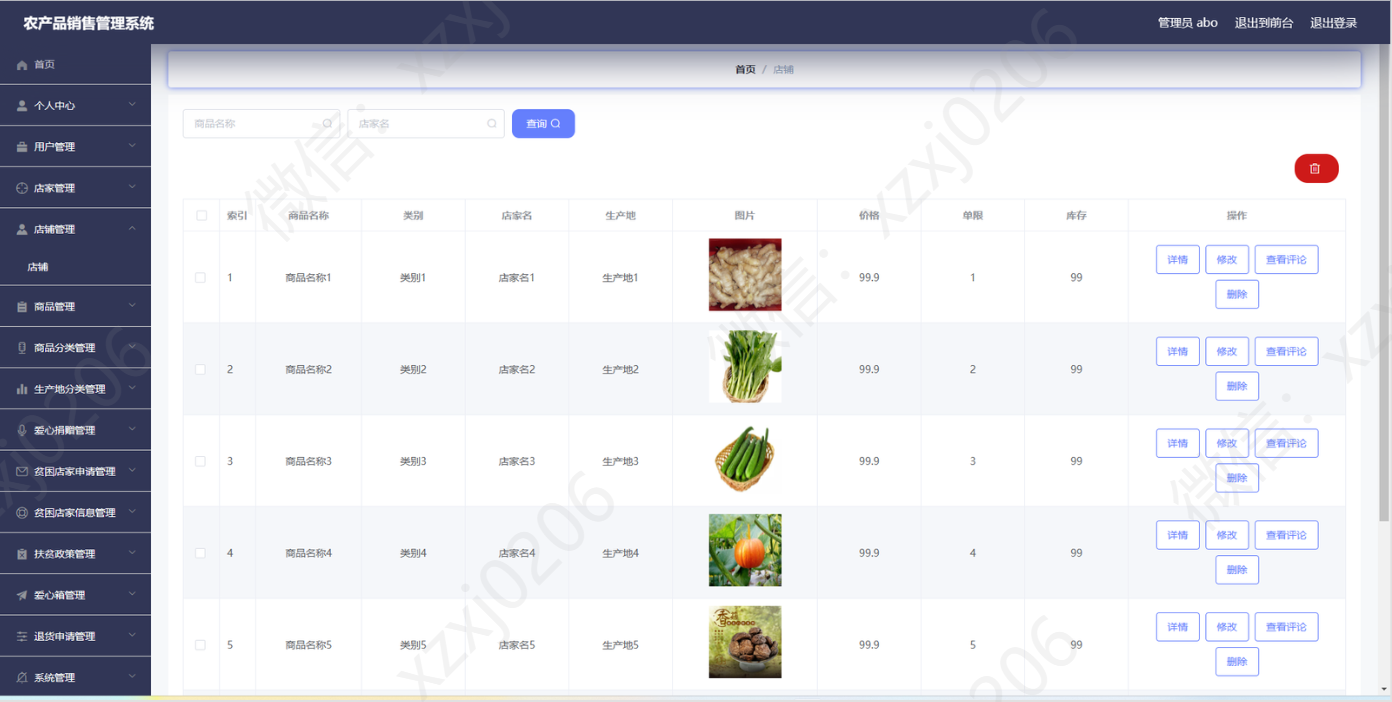 农产品销售管理系统
管理员 abo 退出到前台 退出登录
首页
个人中心
用户管理
店家管理
店铺管理
店铺
商品管理
商品分类管理
生产地分类管理
爱心捐赠管理
贫困店家申请管理
贫困店家信息管理
扶贫政策管理
爱心箱管理
退货申请管理
系统管理
首页 / 店铺
商品名称 店家名 查询
索引 商品名称 类别 店家名 生产地 图片 价格 单限 库存 操作
1 商品名称1 类别1 店家名1 生产地1 99.9 1 99 详情 修改 查看评论
删除
2 商品名称2 类别2 店家名2 生产地2 99.9 2 99 详情 修改 查看评论
删除
3 商品名称3 类别3 店家名3 生产地3 99.9 3 99 详情 修改 查看评论
删除
4 商品名称4 类别4 店家名4 生产地4 99.9 4 99 详情 修改 查看评论
删除
5 商品名称5 类别5 店家名5 生产地5 99.9 5 99 详情 修改 查看评论
删除
微信：xzxj0206